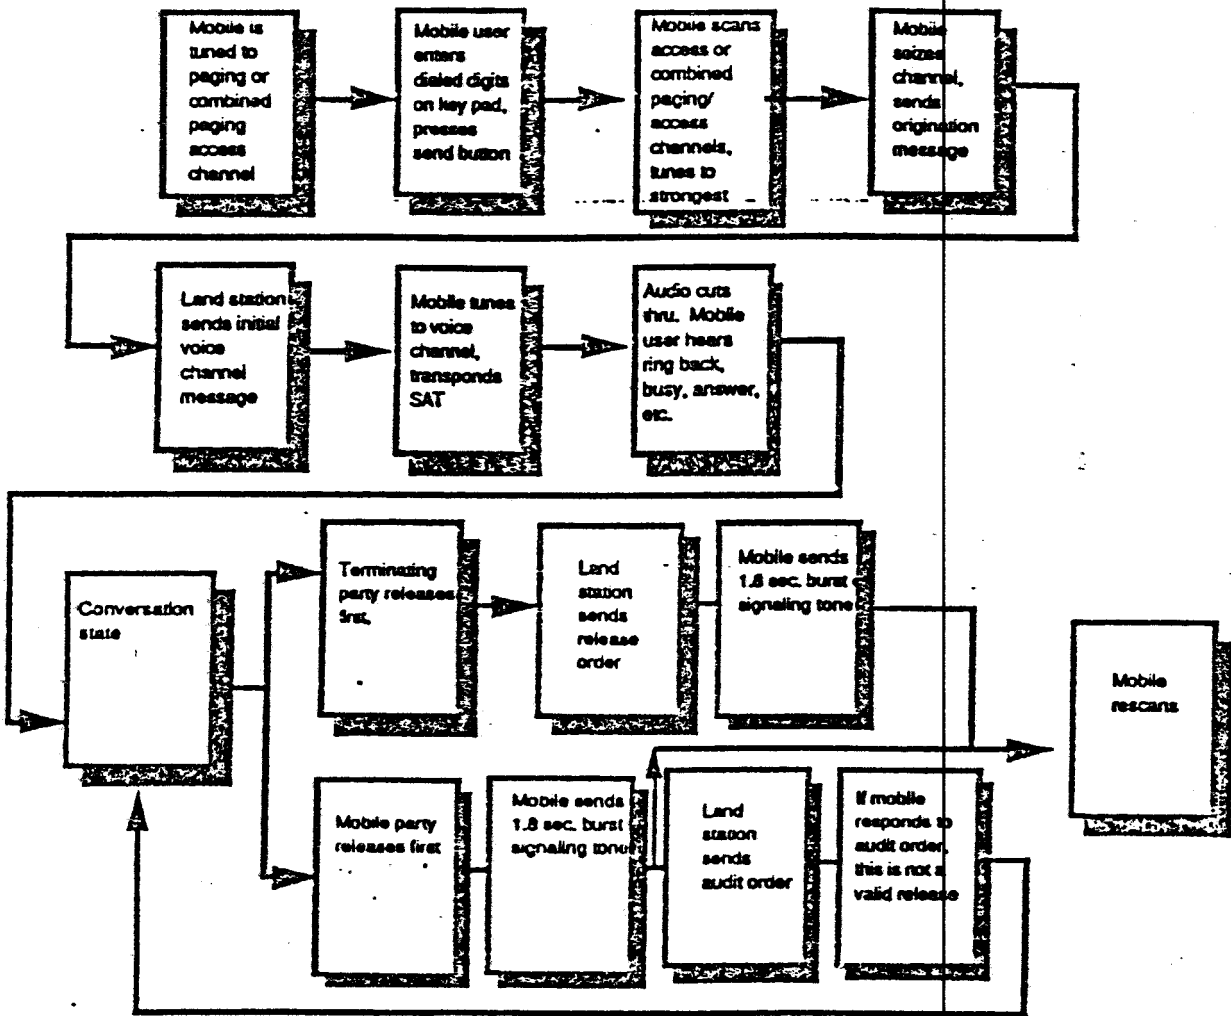 Mobile is
tuned to
paging or
combined
paging
access
channel
Mobile user
enters
dialed digits
on key pad,
presses
send button
Mobile scans
access or
combined
paging/
access
channels,
tunes to
strongest
Mobile
seizes
channel,
sends
origination
message
Land station
sends initial
voice
channel
message
Mobile tunes
to voice
channel,
transponds
SAT
Audio cuts
thru. Mobile
user hears
ring back,
busy, answer,
etc.
Conversation
state
Terminating
party releases
first,
Land
station
sends
release
order
Mobile sends
1.8 sec. burst
signaling tone
Mobile
rescans
Mobile party
releases first
Mobile sends
1.8 sec. burst
signaling tone
Land
station
sends
audit order
If mobile
responds to
audit order,
this is not a
valid release